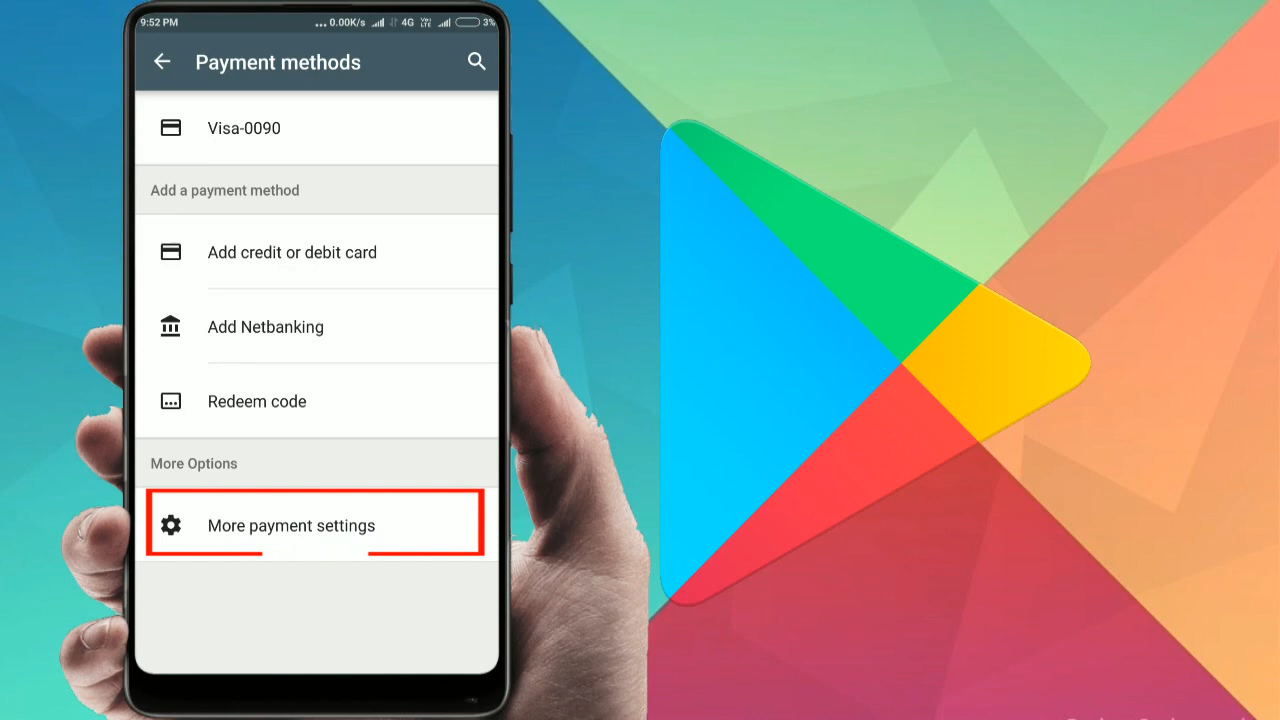 9:52 PM ... 0.00K/s 4G VoLTE 3%
Payment methods
Visa-0090
Add a payment method
Add credit or debit card
Add Netbanking
Redeem code
More Options
More payment settings